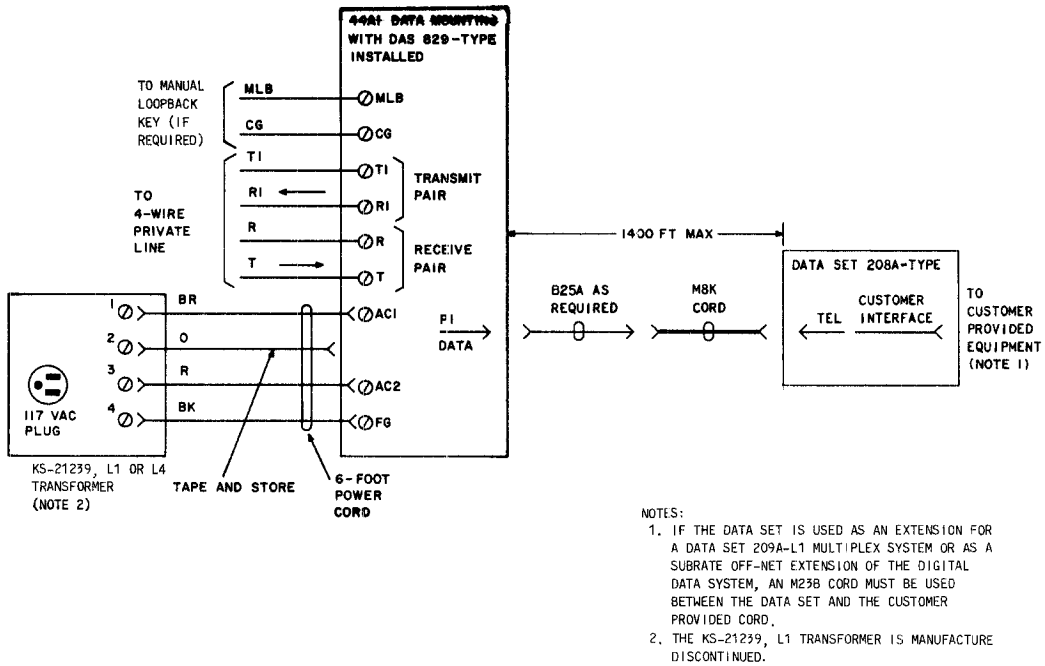 44A1 DATA MOUNTING
WITH DAS 829-TYPE
INSTALLED
TO MANUAL
LOOPBACK
KEY (IF
REQUIRED)
MLB
MLB
CG
CG
T1
T1
R1
R1
TRANSMIT
PAIR
TO
4-WIRE
PRIVATE
LINE
R
R
T
T
RECEIVE
PAIR
1400 FT MAX
DATA SET 208A-TYPE
1
BR
AC1
2
O
3
R
AC2
4
BK
FG
117 VAC
PLUG
P1
DATA
B25A AS
REQUIRED
M8K
CORD
TEL
CUSTOMER
INTERFACE
TO
CUSTOMER
PROVIDED
EQUIPMENT
(NOTE 1)
KS-21239, L1 OR L4
TRANSFORMER
(NOTE 2)
TAPE AND STORE
6-FOOT
POWER
CORD
NOTES:
1. IF THE DATA SET IS USED AS AN EXTENSION FOR
A DATA SET 209A-L1 MULTIPLEX SYSTEM OR AS A
SUBRATE OFF-NET EXTENSION OF THE DIGITAL
DATA SYSTEM, AN M23B CORD MUST BE USED
BETWEEN THE DATA SET AND THE CUSTOMER
PROVIDED CORD.
2. THE KS-21239, L1 TRANSFORMER IS MANUFACTURE
DISCONTINUED.